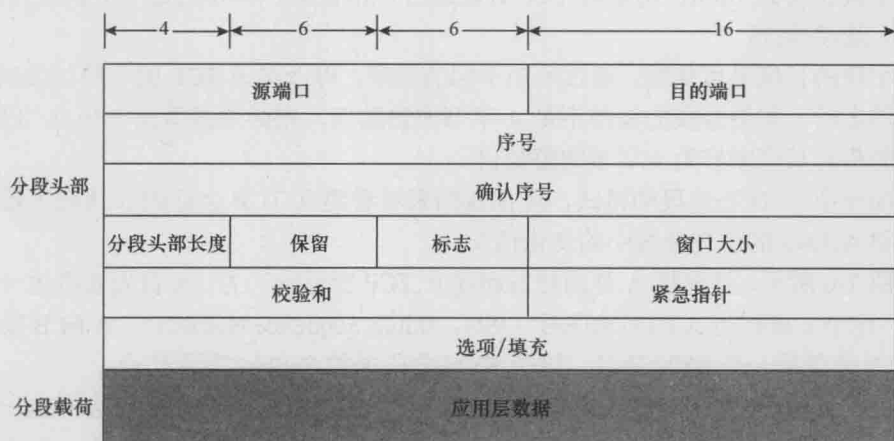 4 6 6 16
源端口 目的端口
序号
分段头部 确认序号
分段头部长度 保留 标志 窗口大小
校验和 紧急指针
选项/填充
分段载荷 应用层数据